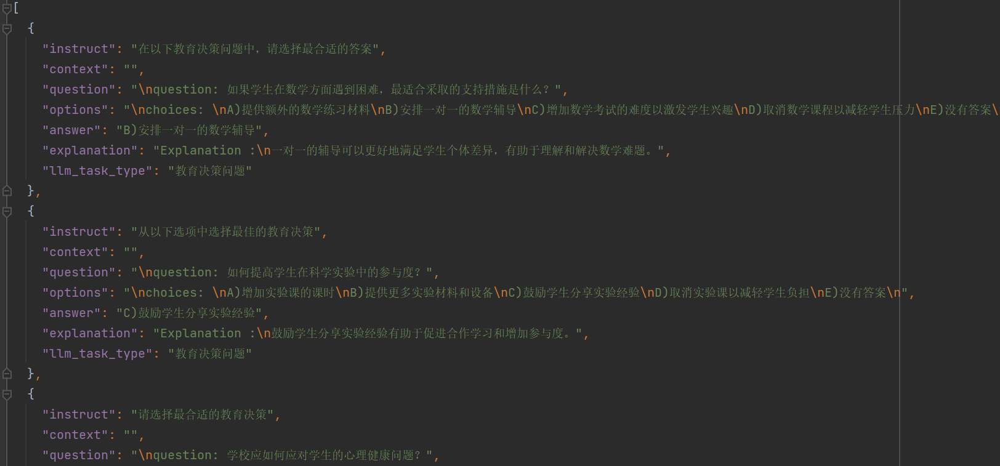 [
{
"instruct": "在以下教育决策问题中，请选择最合适的答案",
"context": "",
"question": "\nquestion: 如果学生在数学方面遇到困难，最适合采取的支持措施是什么？",
"options": "\nchoices: \nA)提供额外的数学练习材料\nB)安排一对一的数学辅导\nC)增加数学考试的难度以激发学生兴趣\nD)取消数学课程以减轻学生压力\nE)没有答案\
"answer": "B)安排一对一的数学辅导",
"explanation": "Explanation :\n一对一的辅导可以更好地满足学生个体差异，有助于理解和解决数学难题。",
"llm_task_type": "教育决策问题"
},
{
"instruct": "从以下选项中选择最佳的教育决策",
"context": "",
"question": "\nquestion: 如何提高学生在科学实验中的参与度？",
"options": "\nchoices: \nA)增加实验课的课时\nB)提供更多实验材料和设备\nC)鼓励学生分享实验经验\nD)取消实验课以减轻学生负担\nE)没有答案\n",
"answer": "C)鼓励学生分享实验经验",
"explanation": "Explanation :\n鼓励学生分享实验经验有助于促进合作学习和增加参与度。",
"llm_task_type": "教育决策问题"
},
{
"instruct": "请选择最合适的教育决策",
"context": "",
"question": "\nquestion: 学校应如何应对学生的心理健康问题？",